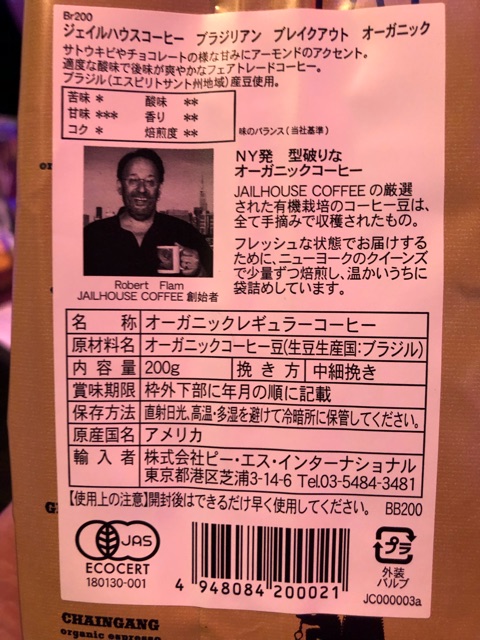 Br200
ジェイルハウスコーヒー ブラジリアン ブレイクアウト オーガニック
サトウキビやチョコレートの様な甘みにアーモンドのアクセント。
適度な酸味で後味が爽やかなフェアトレードコーヒー。
ブラジル(エスピリトサント州地域)産豆使用。
苦味 * 酸味 **
甘味 *** 香り **
コク * 焙煎度 **
味のバランス(当社基準)
NY発 型破りな
オーガニックコーヒー
JAILHOUSE COFFEE の厳選
された有機栽培のコーヒー豆は、
全て手摘みで収穫されたもの。
フレッシュな状態でお届けする
ために、ニューヨークのクイーンズ
で少量ずつ焙煎し、温かいうちに
袋詰めしています。
Robert Flam
JAILHOUSE COFFEE 創始者
名 称 オーガニックレギュラーコーヒー
原材料名 オーガニックコーヒー豆(生豆生産国:ブラジル)
内 容 量 200g 挽 き 方 中細挽き
賞味期限 枠外下部に年月の順に記載
保存方法 直射日光、高温・多湿を避けて冷暗所に保管してください。
原産国名 アメリカ
輸 入 者 株式会社ピー・エス・インターナショナル
東京都港区芝浦3-14-6 Tel.03-5484-3481
【使用上の注意】開封後はできるだけ早く使用してください。 BB200
JAS
ECOCERT
180130-001
4 948084 200021
プラ
外装
バルブ
JC000003a
CHAINGANG
organic espresso